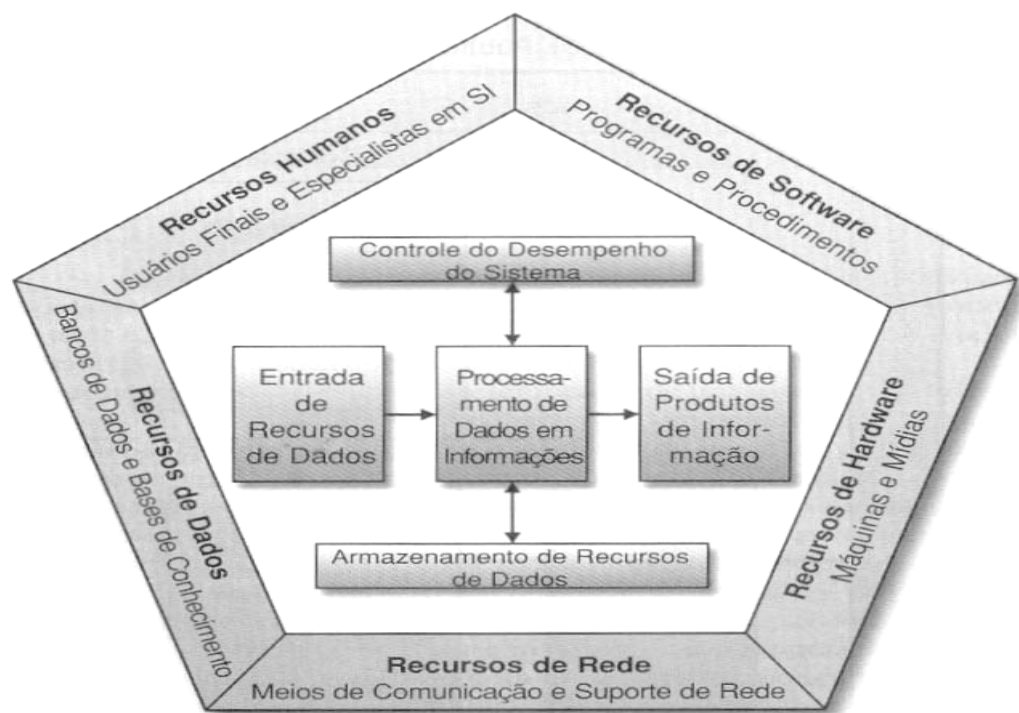 Recursos Humanos
Usuários Finais e Especialistas em SI
Recursos de Software
Programas e Procedimentos
Controle do Desempenho
do Sistema
Entrada
de
Recursos
de Dados
Processa-
mento de
Dados em
Informações
Saída de
Produtos
de Infor-
mação
Armazenamento de Recursos
de Dados
Recursos de Dados
Bancos de Dados e Bases de Conhecimento
Recursos de Hardware
Máquinas e Mídias
Recursos de Rede
Meios de Comunicação e Suporte de Rede